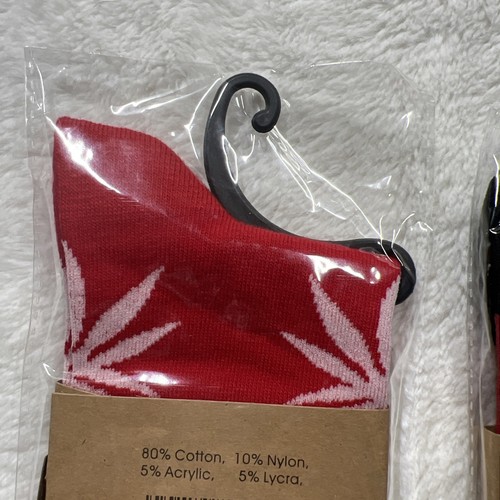 80% Cotton, 10% Nylon,
5% Acrylic, 5% Lycra,